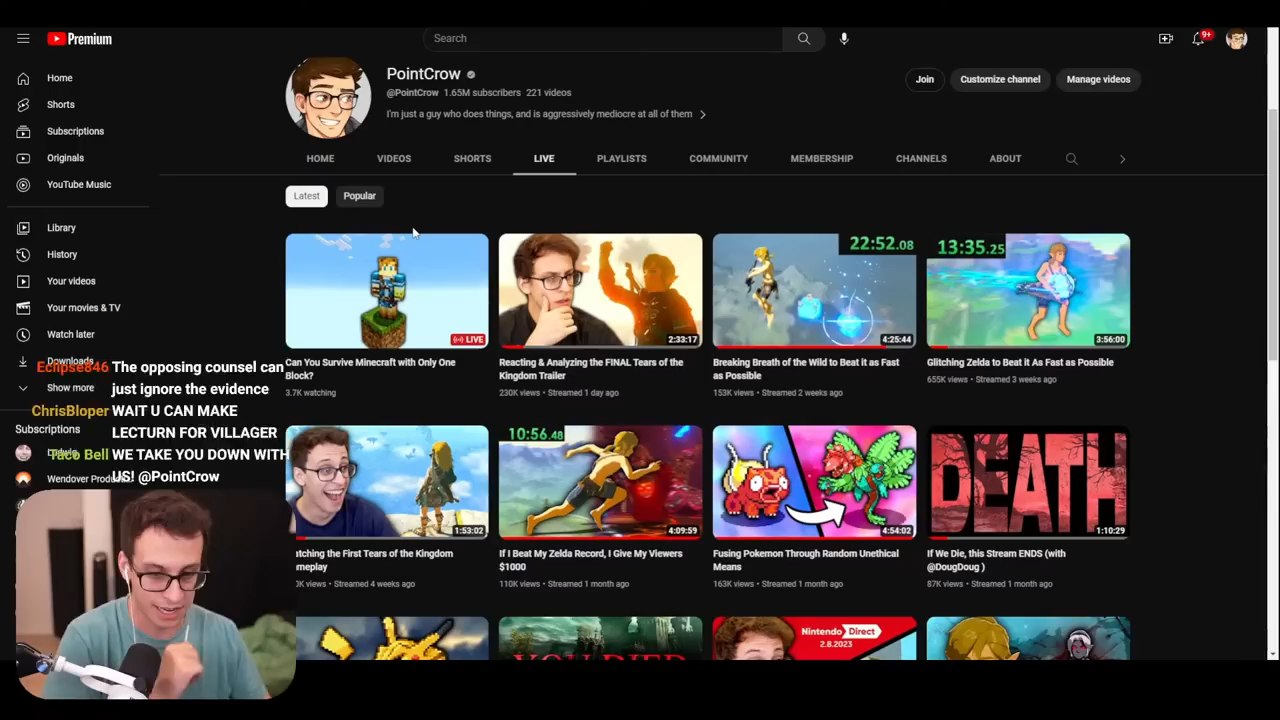 Premium
Search
9+
Home
Shorts
Subscriptions
Originals
YouTube Music
Library
History
Your videos
Your movies & TV
Watch later
Downloads
Show more
Subscriptions
Wendover Produ
PointCrow
@PointCrow 1.65M subscribers 221 videos
I'm just a guy who does things, and is aggressively mediocre at all of them
Join
Customize channel
Manage videos
HOME
VIDEOS
SHORTS
LIVE
PLAYLISTS
COMMUNITY
MEMBERSHIP
CHANNELS
ABOUT
Latest
Popular
LIVE
Can You Survive Minecraft with Only One
Block?
3.7K watching
2:33:17
Reacting & Analyzing the FINAL Tears of the
Kingdom Trailer
230K views • Streamed 1 day ago
22:52.08
4:25:44
Breaking Breath of the Wild to Beat it as Fast
as Possible
153K views • Streamed 2 weeks ago
13:35.25
3:56:00
Glitching Zelda to Beat it As Fast as Possible
655K views • Streamed 3 weeks ago
Eclipse846 The opposing counsel can
just ignore the evidence
ChrisBloper WAIT U CAN MAKE
LECTURN FOR VILLAGER
Taco Bell WE TAKE YOU DOWN WITH
US! @PointCrow
1:53:02
atching the First Tears of the Kingdom
meplay
0K views • Streamed 4 weeks ago
10:56.48
4:09:59
If I Beat My Zelda Record, I Give My Viewers
$1000
110K views • Streamed 1 month ago
4:54:02
Fusing Pokemon Through Random Unethical
Means
163K views • Streamed 1 month ago
DEATH
1:10:29
If We Die, this Stream ENDS (with
@DougDoug )
87K views • Streamed 1 month ago
YOU DIED
Nintendo Direct
2.8.2023